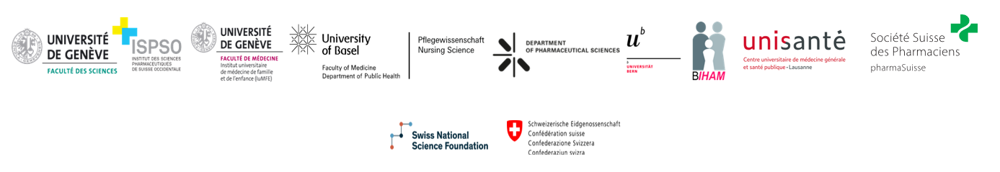 UNIVERSITÉ
DE GENÈVE
FACULTÉ DES SCIENCES
ISPSO
INSTITUT DES SCIENCES
PHARMACEUTIQUES
DE SUISSE OCCIDENTALE
UNIVERSITÉ
DE GENÈVE
FACULTÉ DE MÉDECINE
Institut universitaire
de médecine de famille
et de l'enfance (IuMFE)
University
of Basel
Faculty of Medicine
Department of Public Health
Pflegewissenschaft
Nursing Science
DEPARTMENT
OF PHARMACEUTICAL SCIENCES
u b
b
UNIVERSITÄT
BERN
BIHAM
unisanté
Centre universitaire de médecine générale
et santé publique • Lausanne
Société Suisse
des Pharmaciens
pharmaSuisse
Swiss National
Science Foundation
Schweizerische Eidgenossenschaft
Confédération suisse
Confederazione Svizzera
Confederaziun svizra